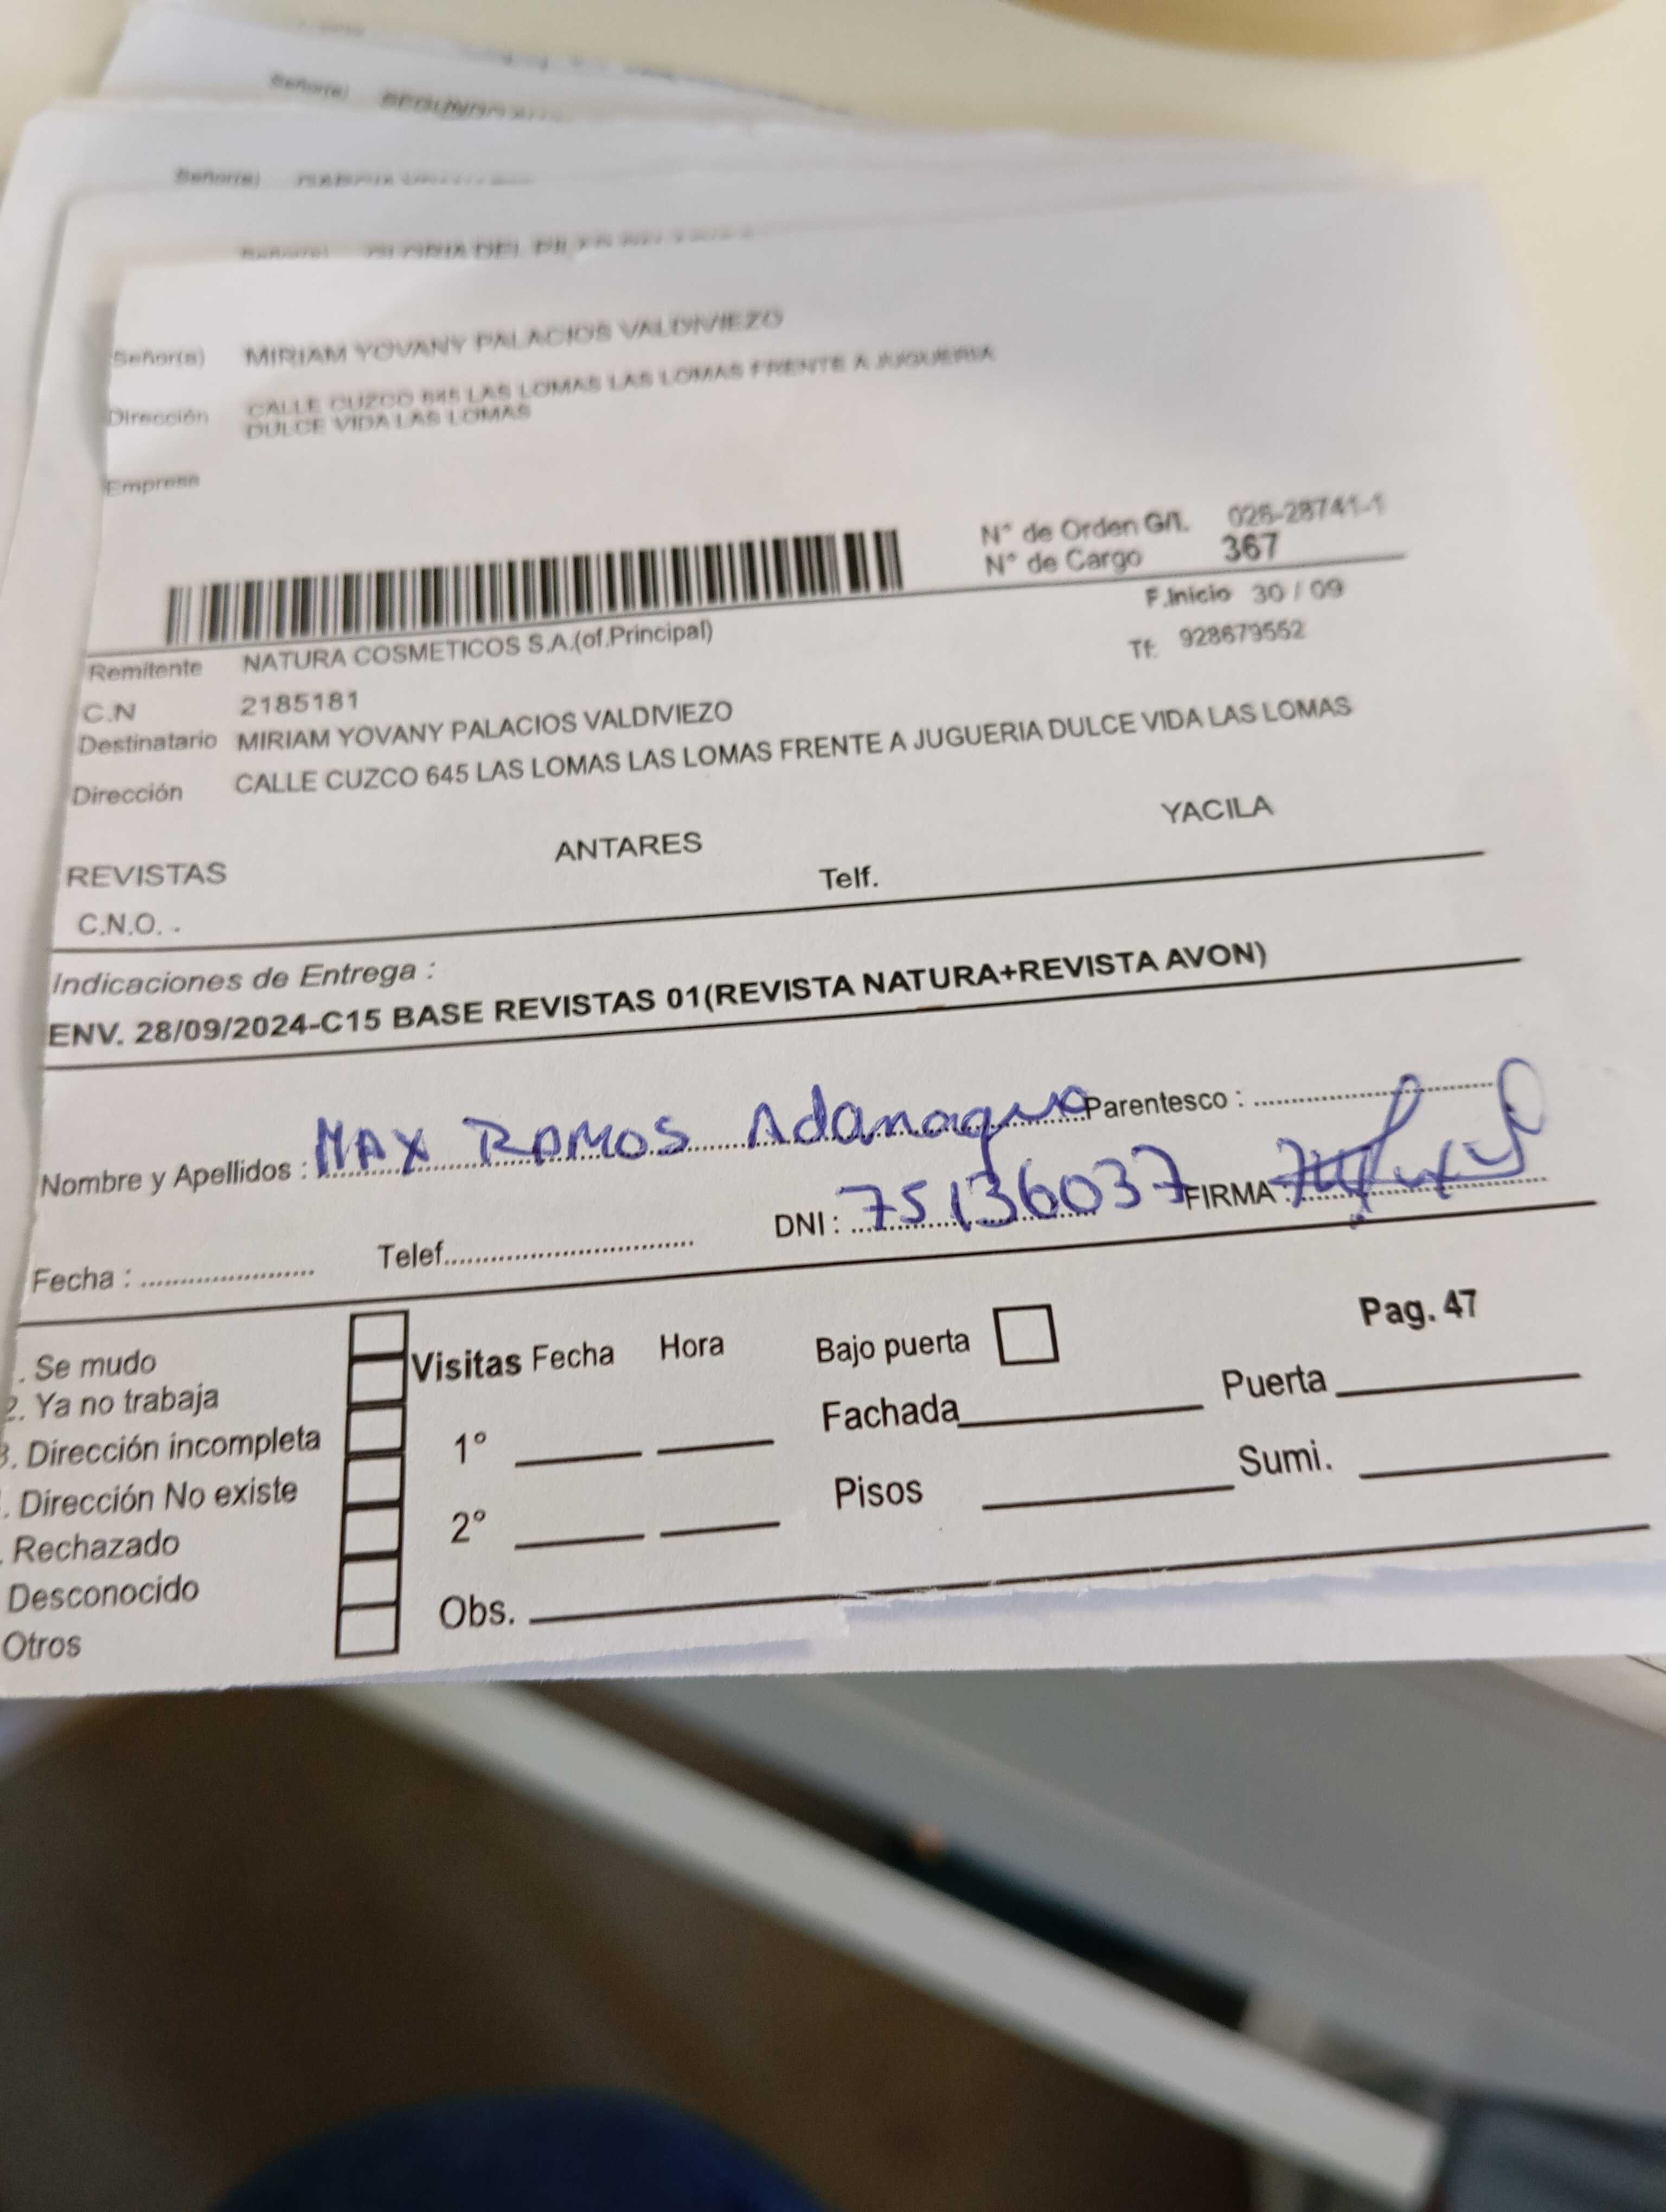 Señor(s)
Señor(s)
Señor(s) GLORIA DEL
Señor(s) MIRIAM YOVANY PALACIOS VALDIVIEZO
Dirección CALLE CUZCO 645 LAS LOMAS LAS LOMAS FRENTE A JUGUERIA
DULCE VIDA LAS LOMAS
Empresa
N° de Orden G/I. 026-28741-1
N° de Cargo 367
F.Inicio 30 / 09
Remitente NATURA COSMETICOS S.A.(of.Principal) Tf: 928679552
C.N 2185181
Destinatario MIRIAM YOVANY PALACIOS VALDIVIEZO
Dirección CALLE CUZCO 645 LAS LOMAS LAS LOMAS FRENTE A JUGUERIA DULCE VIDA LAS LOMAS
REVISTAS ANTARES YACILA
C.N.O. - Telf.
Indicaciones de Entrega :
ENV. 28/09/2024-C15 BASE REVISTAS 01(REVISTA NATURA+REVISTA AVON)
Nombre y Apellidos : MAX RAMOS Adanaque Parentesco :
Fecha : Telef. DNI : 75136037 FIRMA :
Pag. 47
. Se mudo Visitas Fecha Hora Bajo puerta
2. Ya no trabaja Fachada Puerta
3. Dirección incompleta 1°
. Dirección No existe Pisos Sumi.
. Rechazado 2°
Desconocido
Otros Obs.